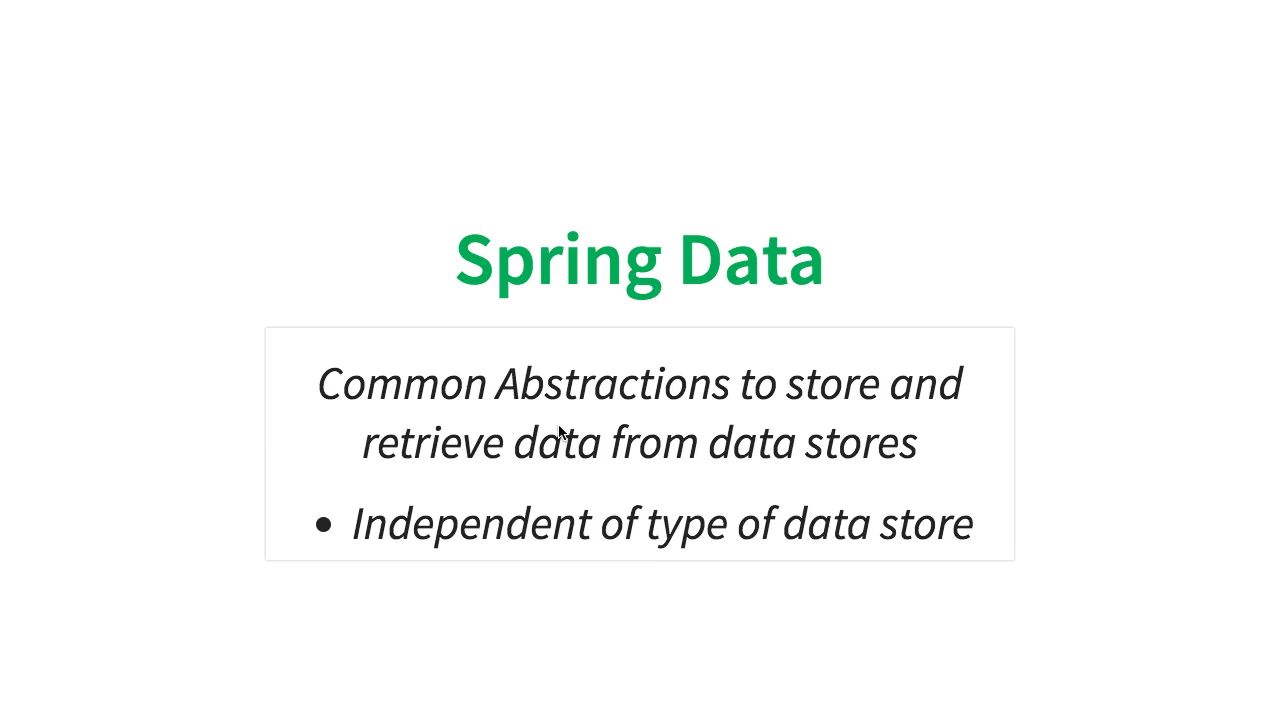 Spring Data
Common Abstractions to store and
retrieve data from data stores
• Independent of type of data store